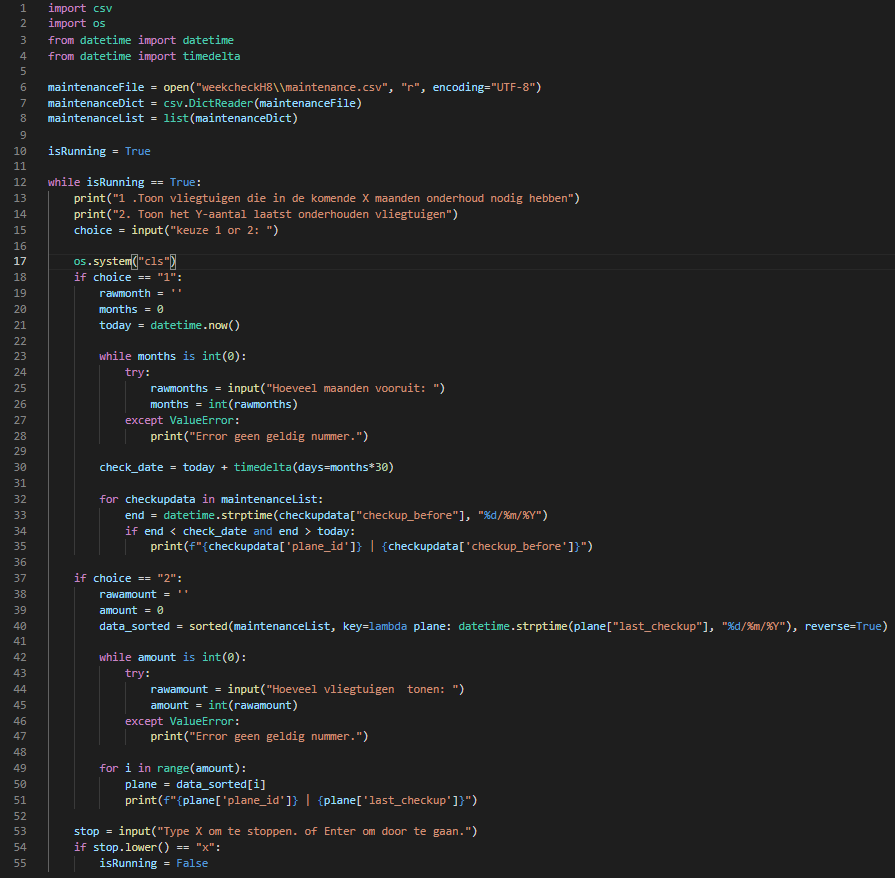 1 import csv
2 import os
3 from datetime import datetime
4 from datetime import timedelta
5
6 maintenanceFile = open("weekcheckH8\\maintenance.csv", "r", encoding="UTF-8")
7 maintenanceDict = csv.DictReader(maintenanceFile)
8 maintenanceList = list(maintenanceDict)
9
10 isRunning = True
11
12 while isRunning == True:
13     print("1 .Toon vliegtuigen die in de komende X maanden onderhoud nodig hebben")
14     print("2. Toon het Y-aantal laatst onderhouden vliegtuigen")
15     choice = input("keuze 1 or 2: ")
16
17     os.system("cls")
18     if choice == "1":
19         rawmonth = ''
20         months = 0
21         today = datetime.now()
22
23         while months is int(0):
24             try:
25                 rawmonths = input("Hoeveel maanden vooruit: ")
26                 months = int(rawmonths)
27             except ValueError:
28                 print("Error geen geldig nummer.")
29
30         check_date = today + timedelta(days=months*30)
31
32         for checkupdata in maintenanceList:
33             end = datetime.strptime(checkupdata["checkup_before"], "%d/%m/%Y")
34             if end < check_date and end > today:
35                 print(f"{checkupdata['plane_id']} | {checkupdata['checkup_before']}")
36
37     if choice == "2":
38         rawamount = ''
39         amount = 0
40         data_sorted = sorted(maintenanceList, key=lambda plane: datetime.strptime(plane["last_checkup"], "%d/%m/%Y"), reverse=True)
41
42         while amount is int(0):
43             try:
44                 rawamount = input("Hoeveel vliegtuigen  tonen: ")
45                 amount = int(rawamount)
46             except ValueError:
47                 print("Error geen geldig nummer.")
48
49         for i in range(amount):
50             plane = data_sorted[i]
51             print(f"{plane['plane_id']} | {plane['last_checkup']}")
52
53     stop = input("Type X om te stoppen. of Enter om door te gaan.")
54     if stop.lower() == "x":
55         isRunning = False